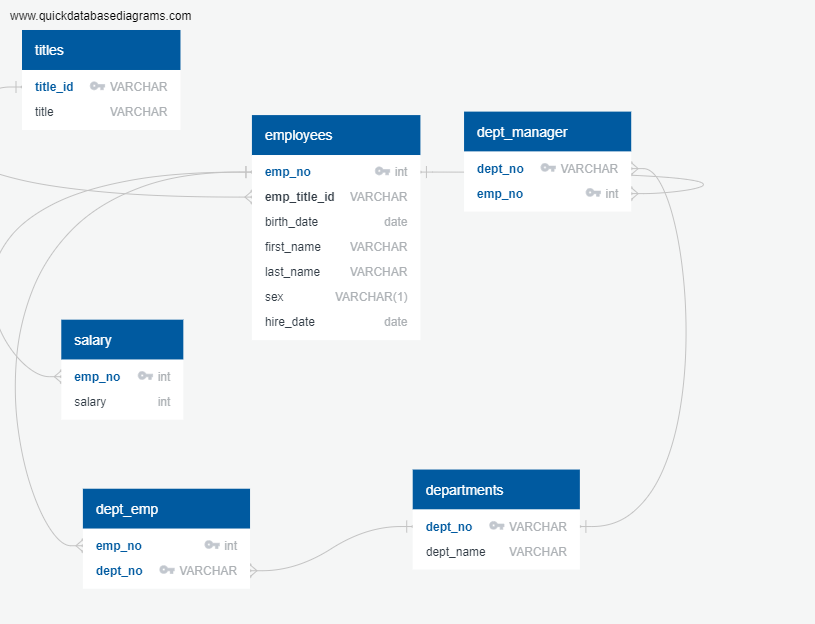 www.quickdatabasediagrams.com
titles
title_id VARCHAR
title VARCHAR
employees
emp_no int
emp_title_id VARCHAR
birth_date date
first_name VARCHAR
last_name VARCHAR
sex VARCHAR(1)
hire_date date
dept_manager
dept_no VARCHAR
emp_no int
salary
emp_no int
salary int
dept_emp
emp_no int
dept_no VARCHAR
departments
dept_no VARCHAR
dept_name VARCHAR